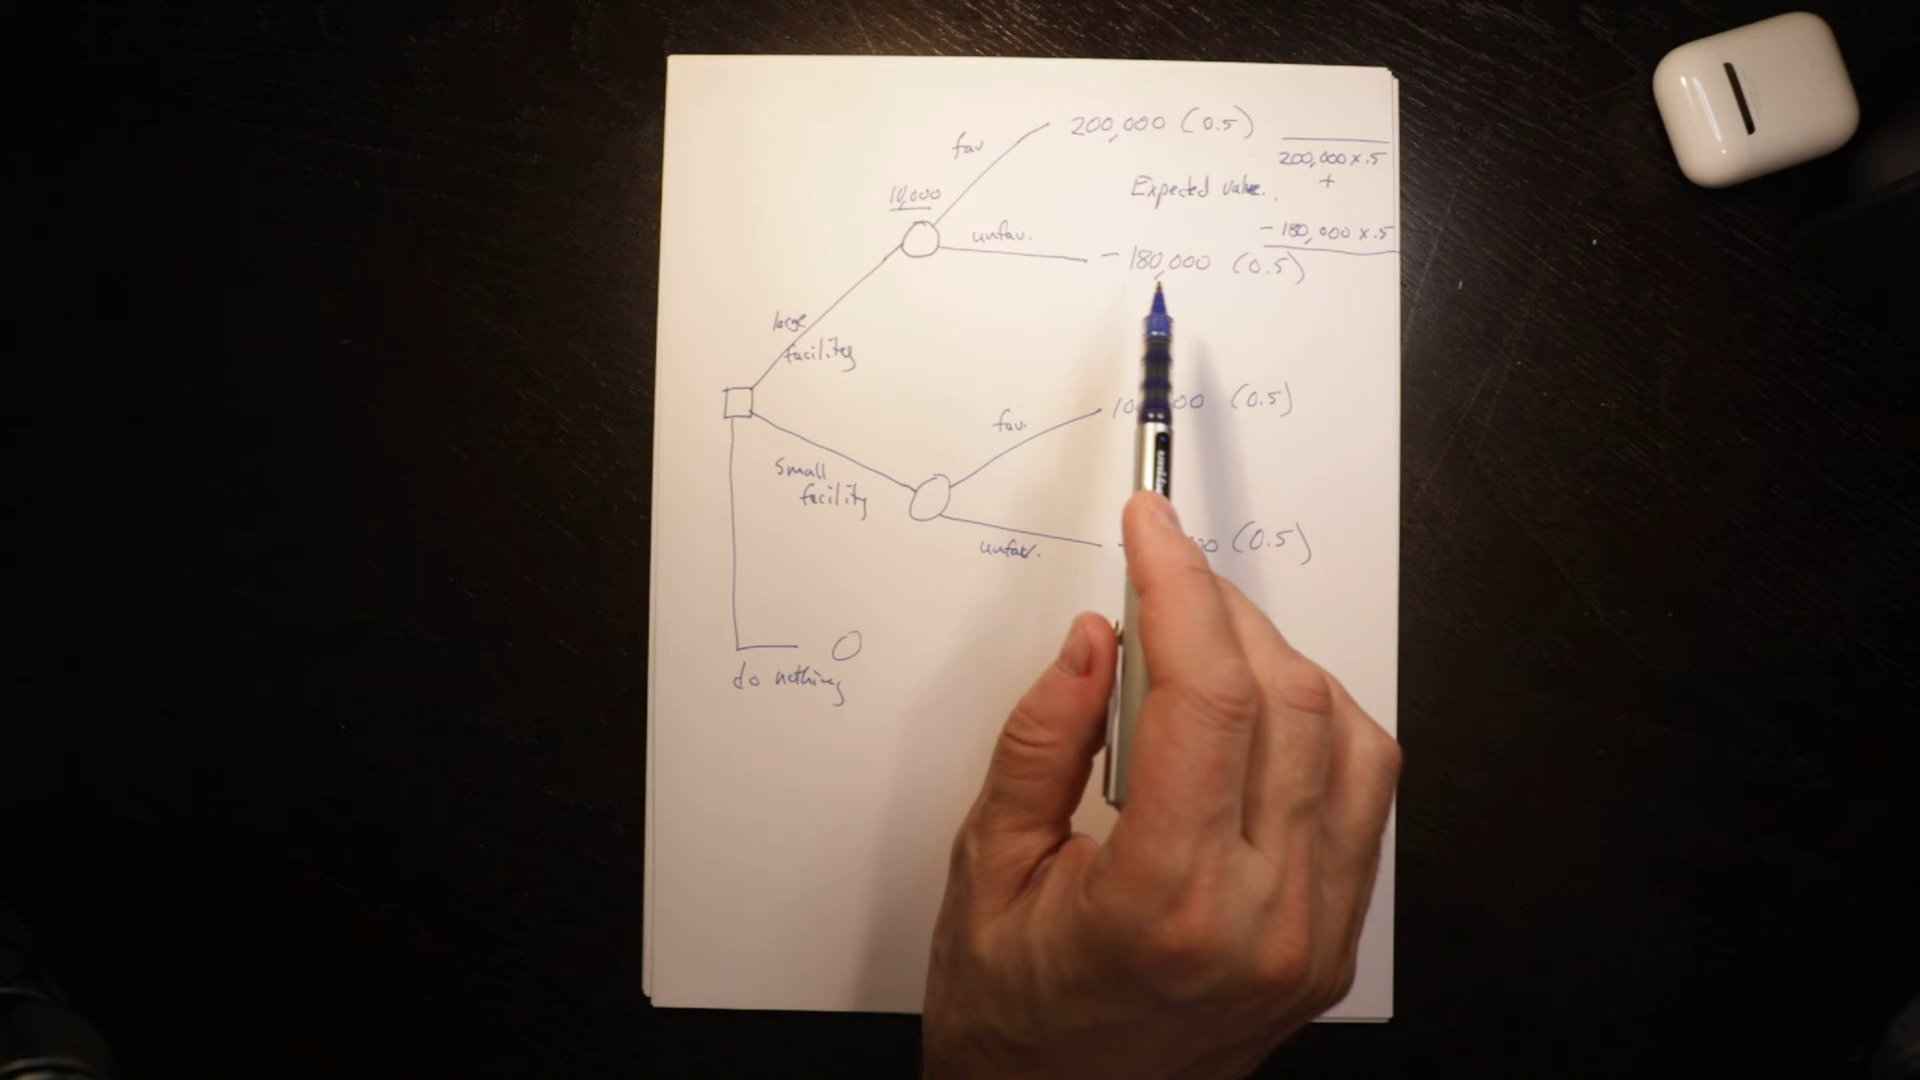 200,000 (0.5)
fav
200,000 x .5
+
Expected value.
10,000
- 180,000 x .5
unfav.
- 180,000 (0.5)
large
facility
fav.
(0.5)
small
facility
unfav.
(0.5)
0
do nothing